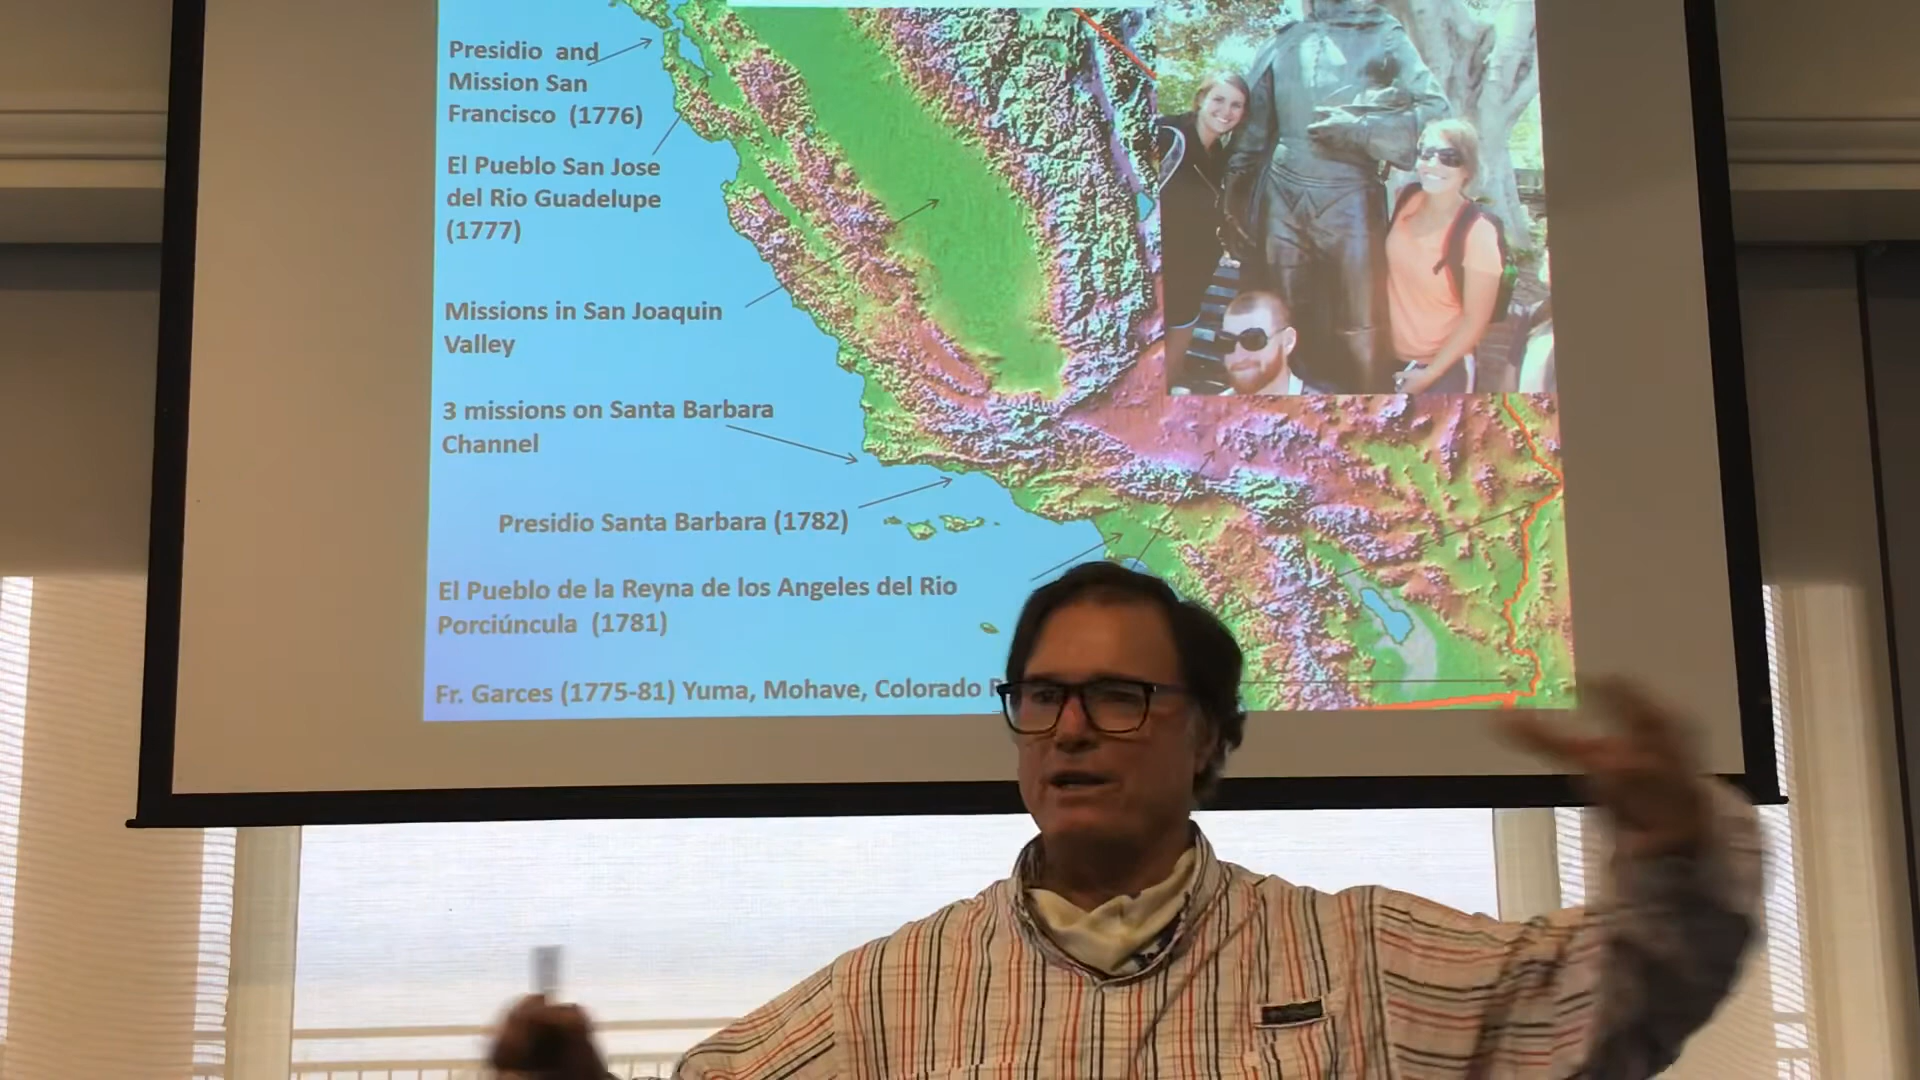 Presidio and
Mission San
Francisco (1776)
El Pueblo San Jose
del Rio Guadelupe
(1777)
Missions in San Joaquin
Valley
3 missions on Santa Barbara
Channel
Presidio Santa Barbara (1782)
El Pueblo de la Reyna de los Angeles del Rio
Porciúncula (1781)
Fr. Garces (1775-81) Yuma, Mohave, Colorado